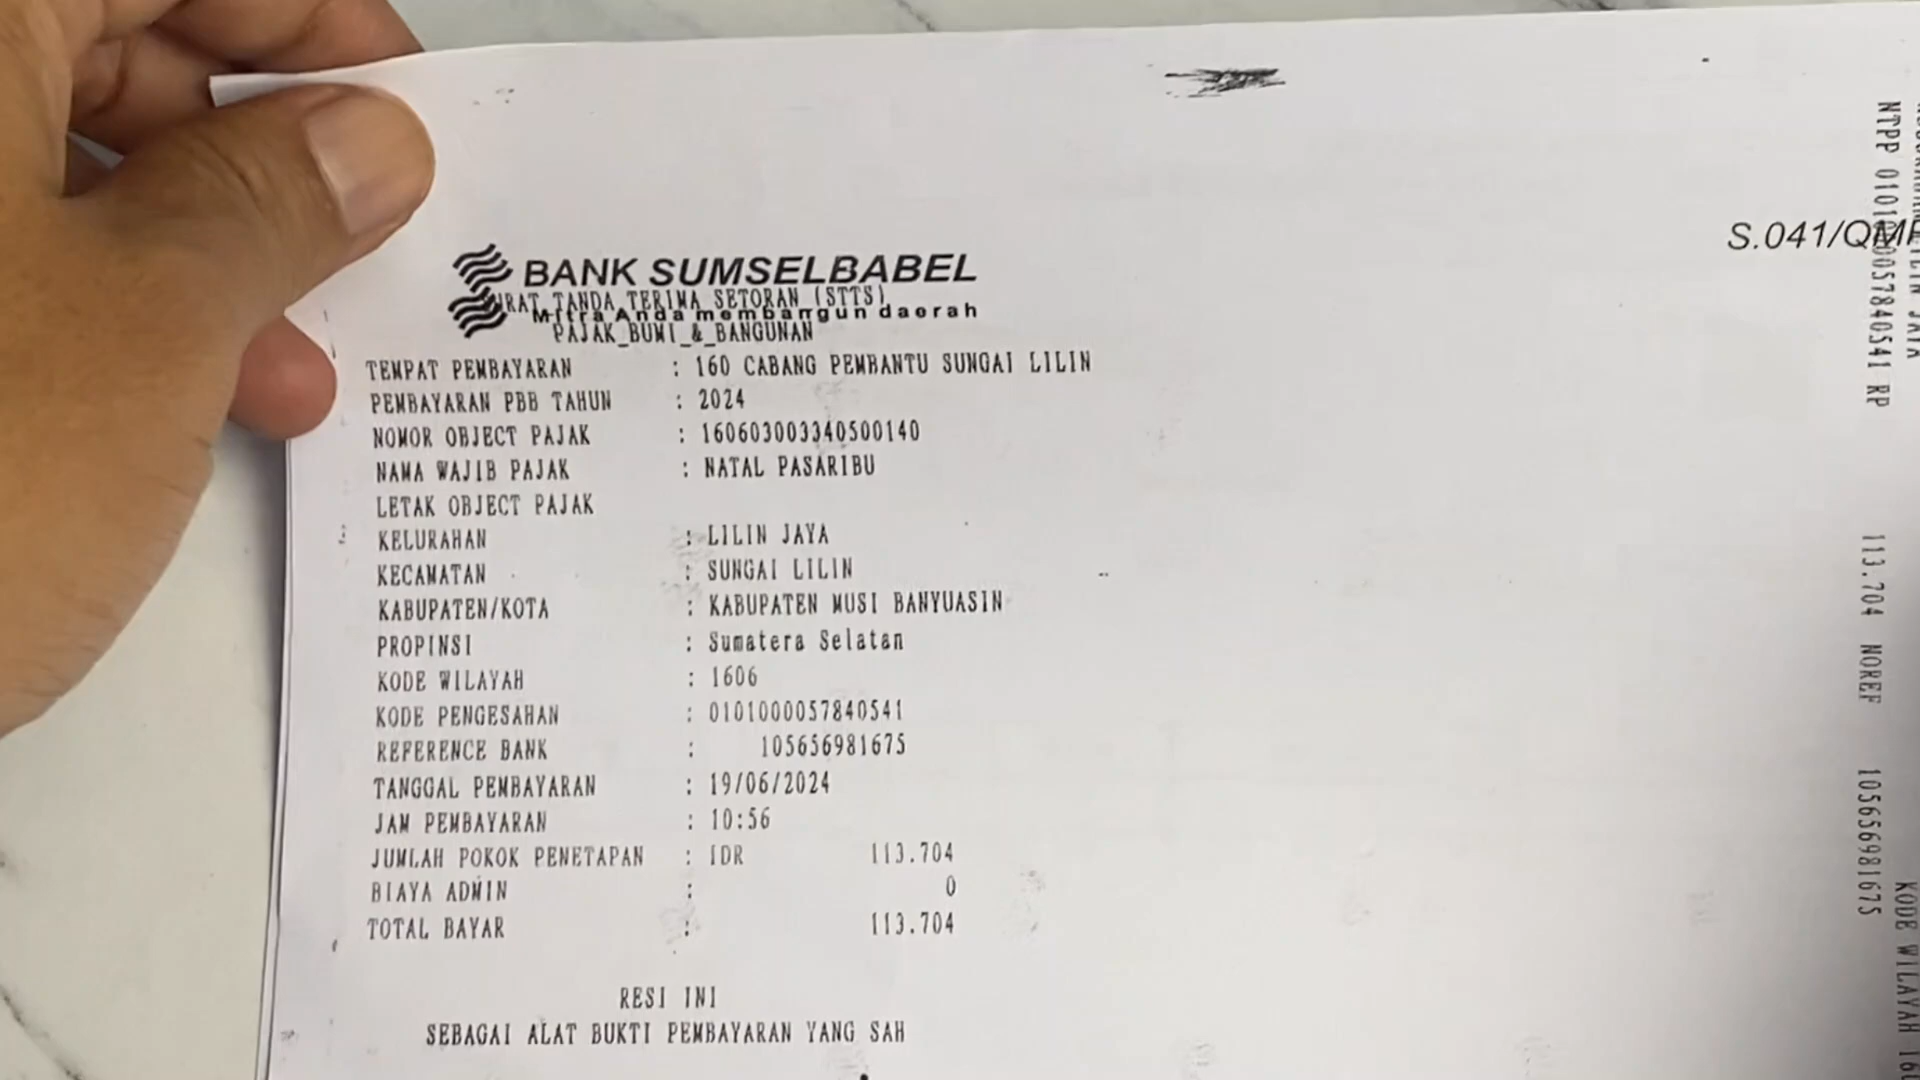 BANK SUMSELBABEL
SURAT TANDA TERIMA SETORAN (STTS)
Mitra Anda membangun daerah
PAJAK_BUMI_&_BANGUNAN
TEMPAT PEMBAYARAN : 160 CABANG PEMBANTU SUNGAI LILIN
PEMBAYARAN PBB TAHUN : 2024
NOMOR OBJECT PAJAK : 160603003340500140
NAMA WAJIB PAJAK : NATAL PASARIBU
LETAK OBJECT PAJAK
KELURAHAN : LILIN JAYA
KECAMATAN : SUNGAI LILIN
KABUPATEN/KOTA : KABUPATEN MUSI BANYUASIN
PROPINSI : Sumatera Selatan
KODE WILAYAH : 1606
KODE PENGESAHAN : 0101000057840541
REFERENCE BANK : 105656981675
TANGGAL PEMBAYARAN : 19/06/2024
JAM PEMBAYARAN : 10:56
JUMLAH POKOK PENETAPAN : IDR 113.704
BIAYA ADMIN : 0
TOTAL BAYAR : 113.704
RESI INI
SEBAGAI ALAT BUKTI PEMBAYARAN YANG SAH
S.041/QM
NTPP 0101000057840541 RP 113.704 NOREF 105656981675
KODE WILAYAH